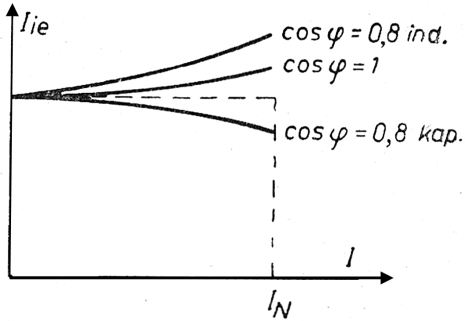 Iie
cos φ = 0,8 ind.
cos φ = 1
cos φ = 0,8 kap.
I
IN